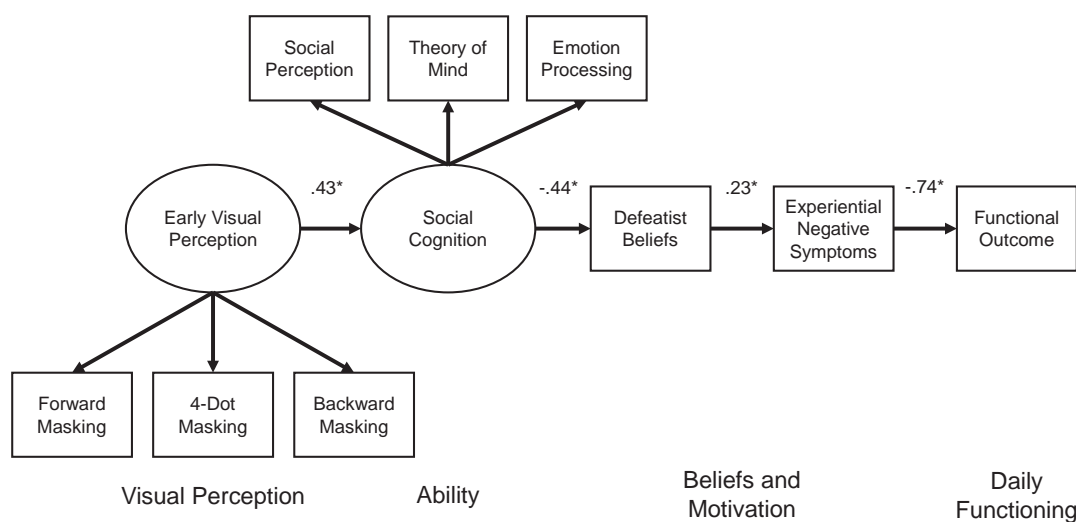 Social
Perception
Theory of
Mind
Emotion
Processing
Early Visual
Perception
.43*
Social
Cognition
-.44*
Defeatist
Beliefs
.23*
Experiential
Negative
Symptoms
-.74*
Functional
Outcome
Forward
Masking
4-Dot
Masking
Backward
Masking
Visual Perception
Ability
Beliefs and
Motivation
Daily
Functioning